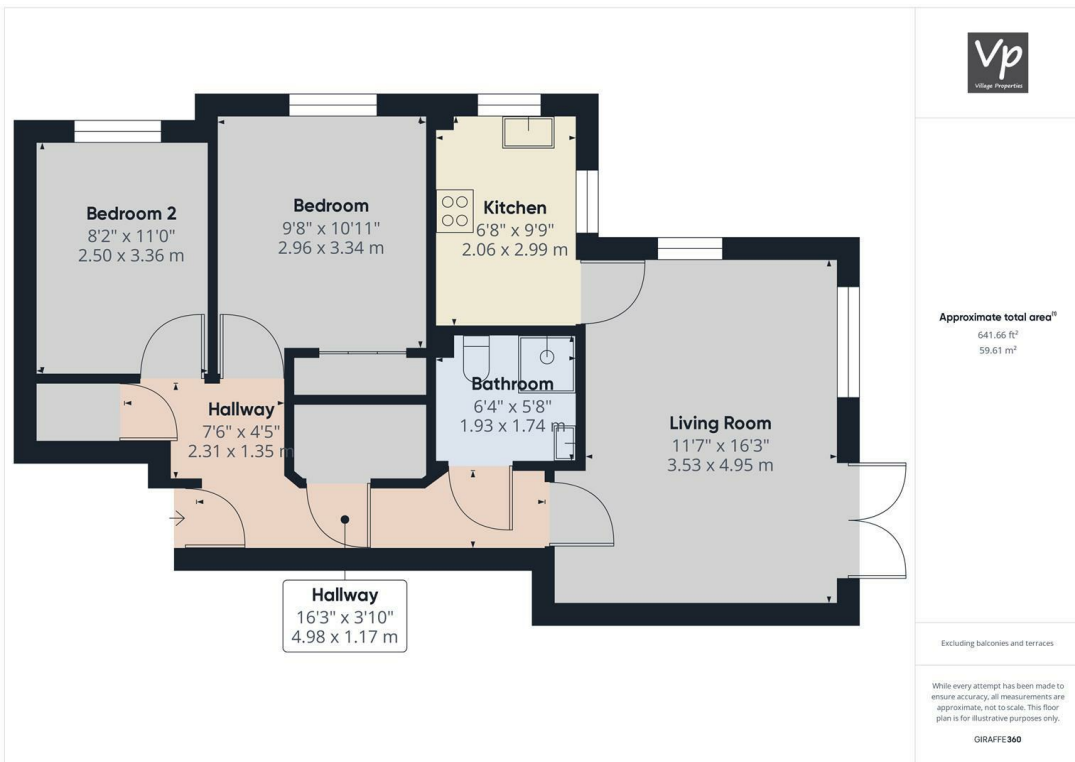 Bedroom 2
8'2" x 11'0"
2.50 x 3.36 m
Bedroom
9'8" x 10'11"
2.96 x 3.34 m
Kitchen
6'8" x 9'9"
2.06 x 2.99 m
Hallway
7'6" x 4'5"
2.31 x 1.35 m
Bathroom
6'4" x 5'8"
1.93 x 1.74 m
Living Room
11'7" x 16'3"
3.53 x 4.95 m
Hallway
16'3" x 3'10"
4.98 x 1.17 m
Vp
Village Properties
Approximate total area⁽¹⁾
641.66 ft²
59.61 m²
Excluding balconies and terraces
While every attempt has been made to
ensure accuracy, all measurements are
approximate, not to scale. This floor
plan is for illustrative purposes only.
GIRAFFE360